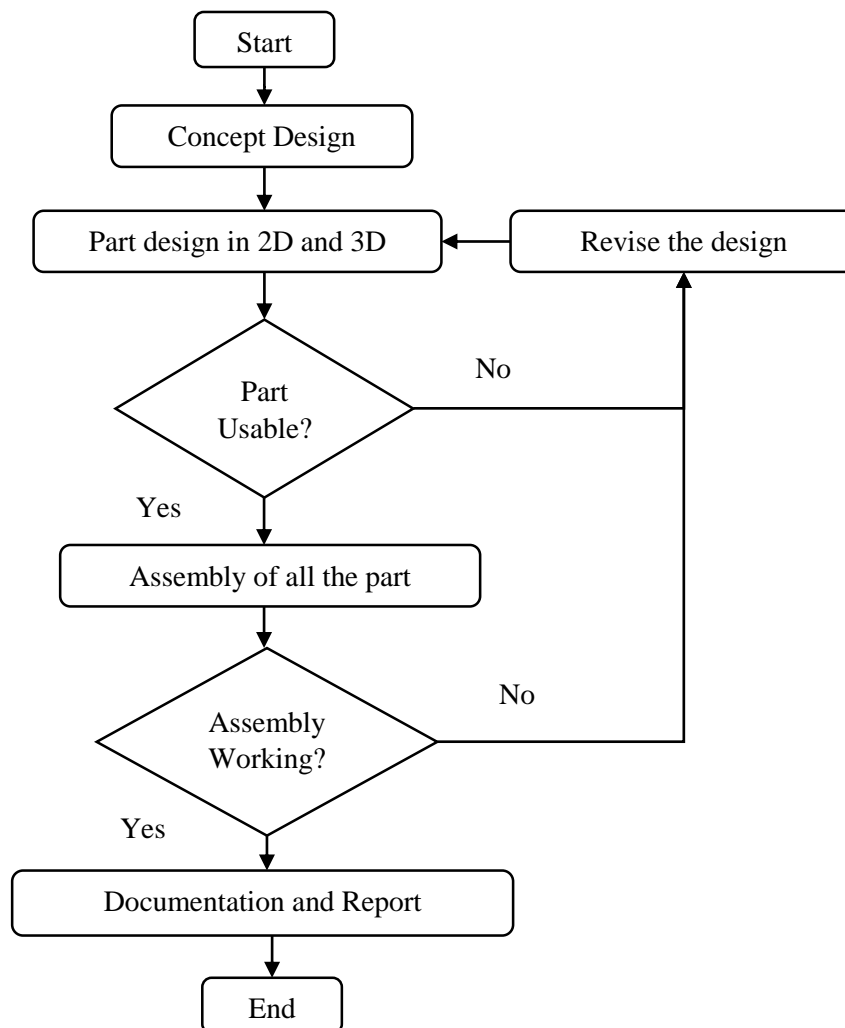 Start
Concept Design
Part design in 2D and 3D
Revise the design
Part
Usable?
No
Yes
Assembly of all the part
Assembly
Working?
No
Yes
Documentation and Report
End